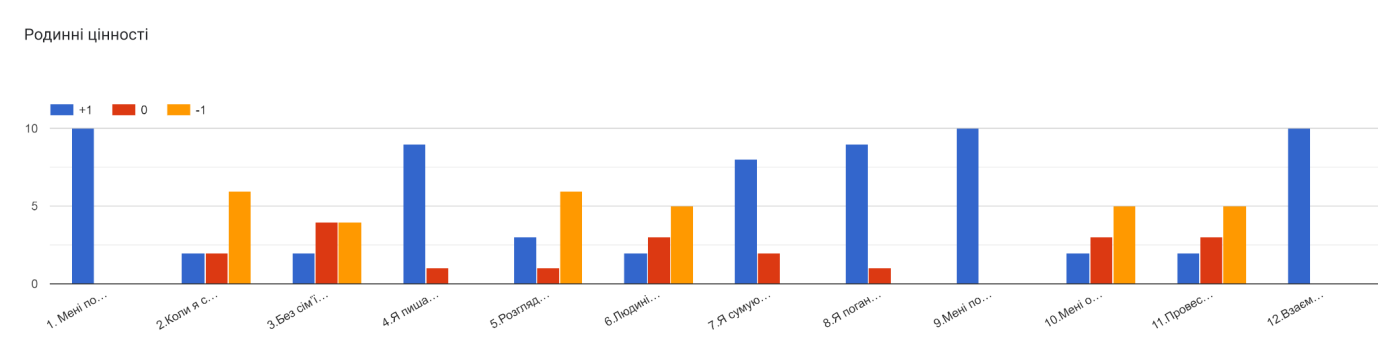 Родинні цінності
+1 0 -1
10
5
0
1. Мені по…
2.Коли я с…
3.Без сім'ї…
4.Я пиша…
5.Розгляд…
6.Людині…
7.Я сумую…
8.Я поган…
9.Мені по…
10.Мені о…
11.Провес…
12.Взаєм…